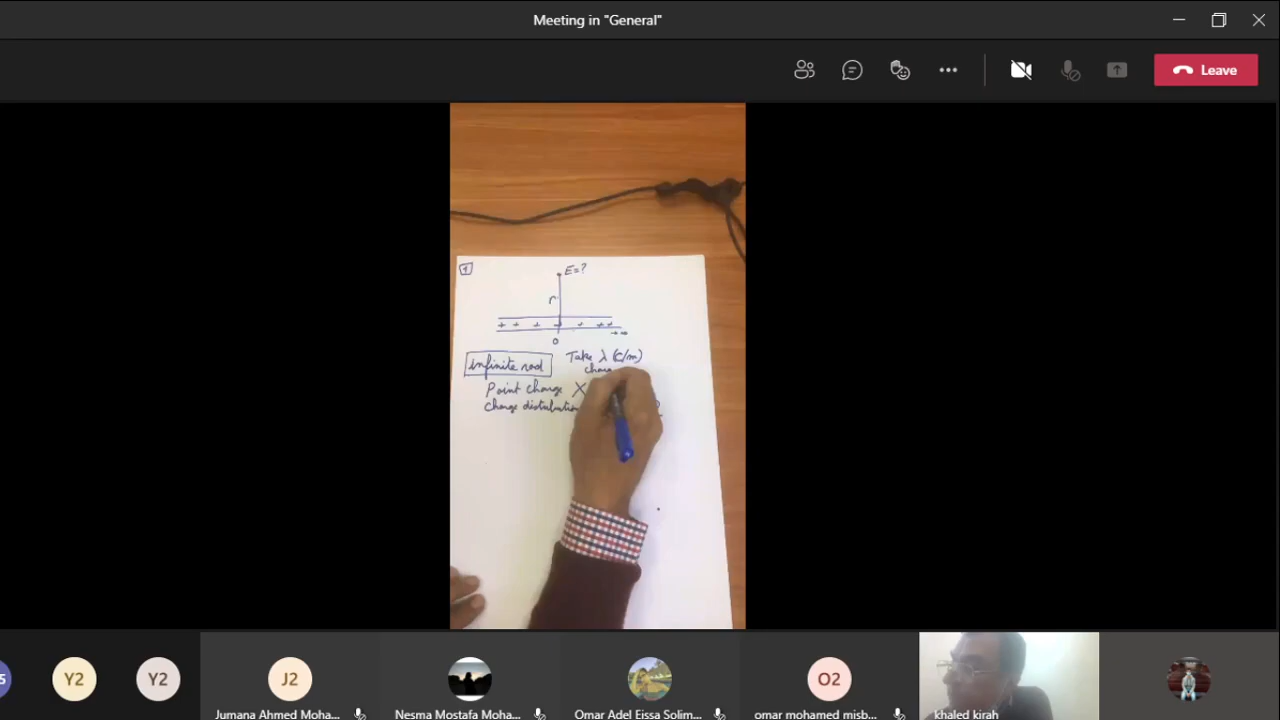 Meeting in "General"
Leave
1
E=?
r
+ + + + + + +
0
infinite rod
Take λ (C/m)
Point charge X
charge distribution
5
Y2
Y2
J2
O2
Jumana Ahmed Moha...
Nesma Mostafa Moha...
Omar Adel Eissa Solim...
omar mohamed misb...
khaled kirah